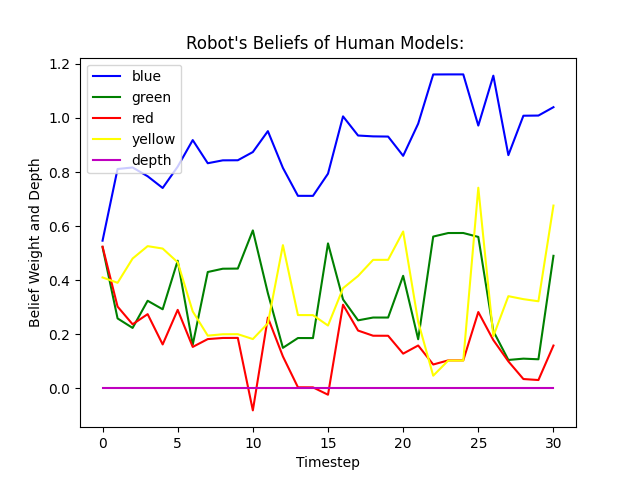 Robot's Beliefs of Human Models:
1.2
1.0
0.8
0.6
0.4
0.2
0.0
Belief Weight and Depth
blue
green
red
yellow
depth
0 5 10 15 20 25 30
Timestep